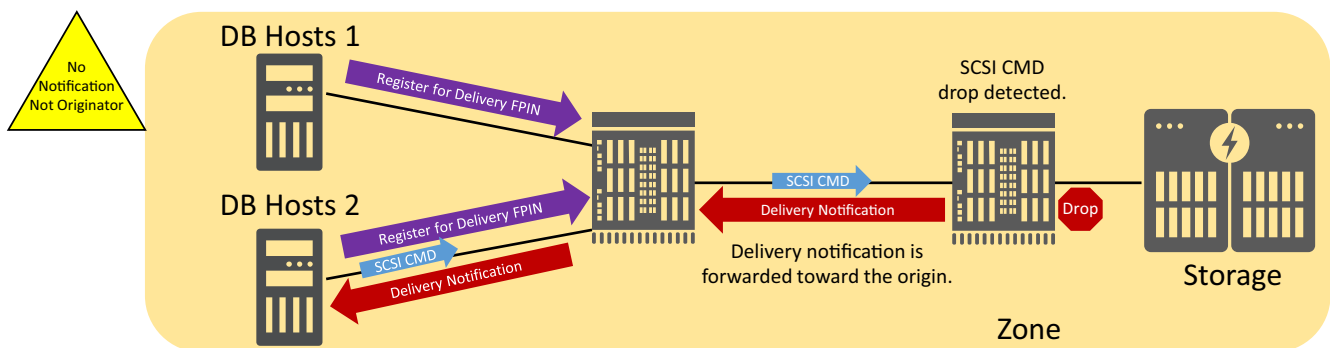 No
Notification
Not Originator
DB Hosts 1
Register for Delivery FPIN
SCSI CMD
drop detected.
DB Hosts 2
Register for Delivery FPIN
SCSI CMD
Delivery Notification
SCSI CMD
Delivery Notification
Drop
Delivery notification is
forwarded toward the origin.
Storage
Zone